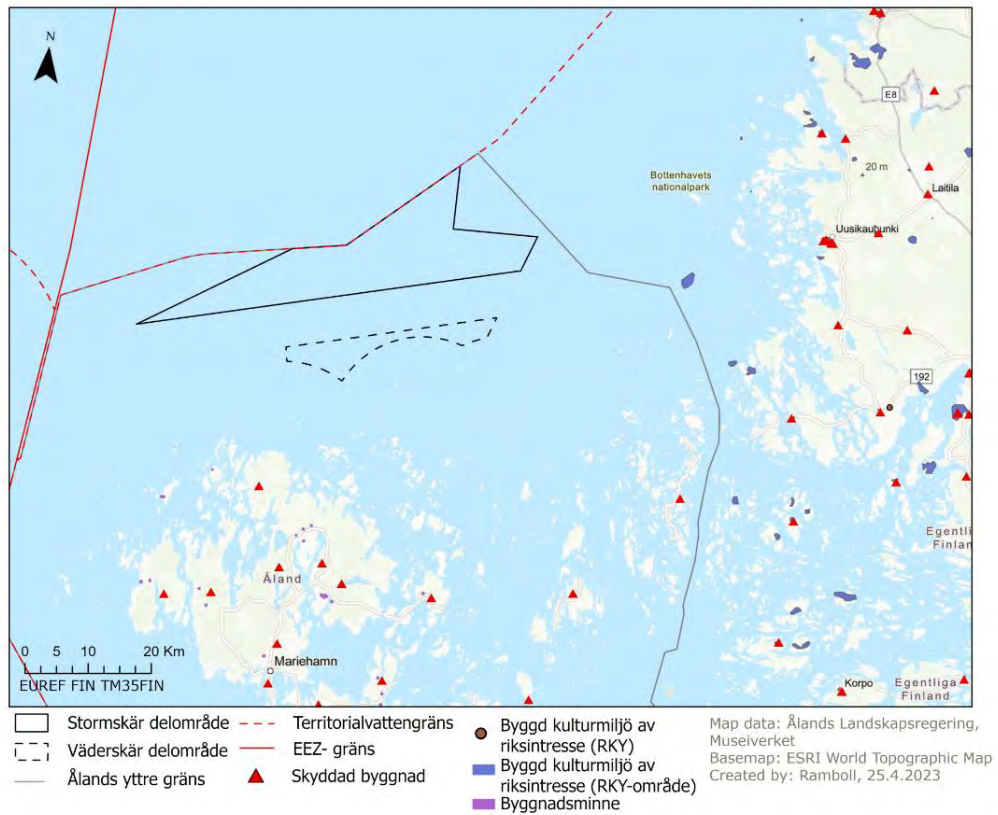 N
E8
20 m
Laitila
Bottenhavets
nationalpark
Uusikaupunki
192
Egentli
Finlan
Åland
0 5 10 20 Km
Mariehamn
EUREF FIN TM35FIN
Korpo
Egentliga
Finland
Stormskär delområde
Väderskär delområde
Ålands yttre gräns
Territorialvattengräns
EEZ- gräns
Skyddad byggnad
Byggd kulturmiljö av
riksintresse (RKY)
Byggd kulturmiljö av
riksintresse (RKY-område)
Byggnadsminne
Map data: Ålands Landskapsregering,
Museiverket
Basemap: ESRI World Topographic Map
Created by: Ramboll, 25.4.2023